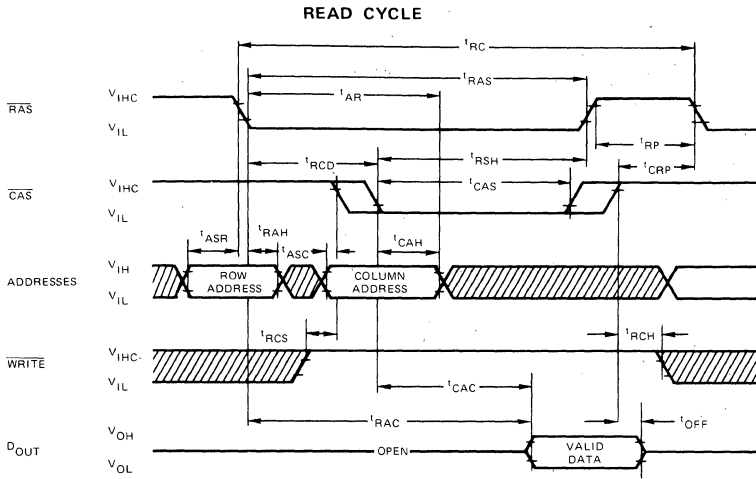 READ CYCLE
tRC
tRAS
tAR
RAS
VIHC
VIL
tRP
tRCD
tRSH
tCRP
CAS
VIHC
VIL
tCAS
tASR
tRAH
tASC
tCAH
ADDRESSES
VIH
VIL
ROW ADDRESS
COLUMN ADDRESS
tRCS
tRCH
WRITE
VIHC
VIL
tCAC
tRAC
tOFF
DOUT
VOH
VOL
OPEN
VALID DATA